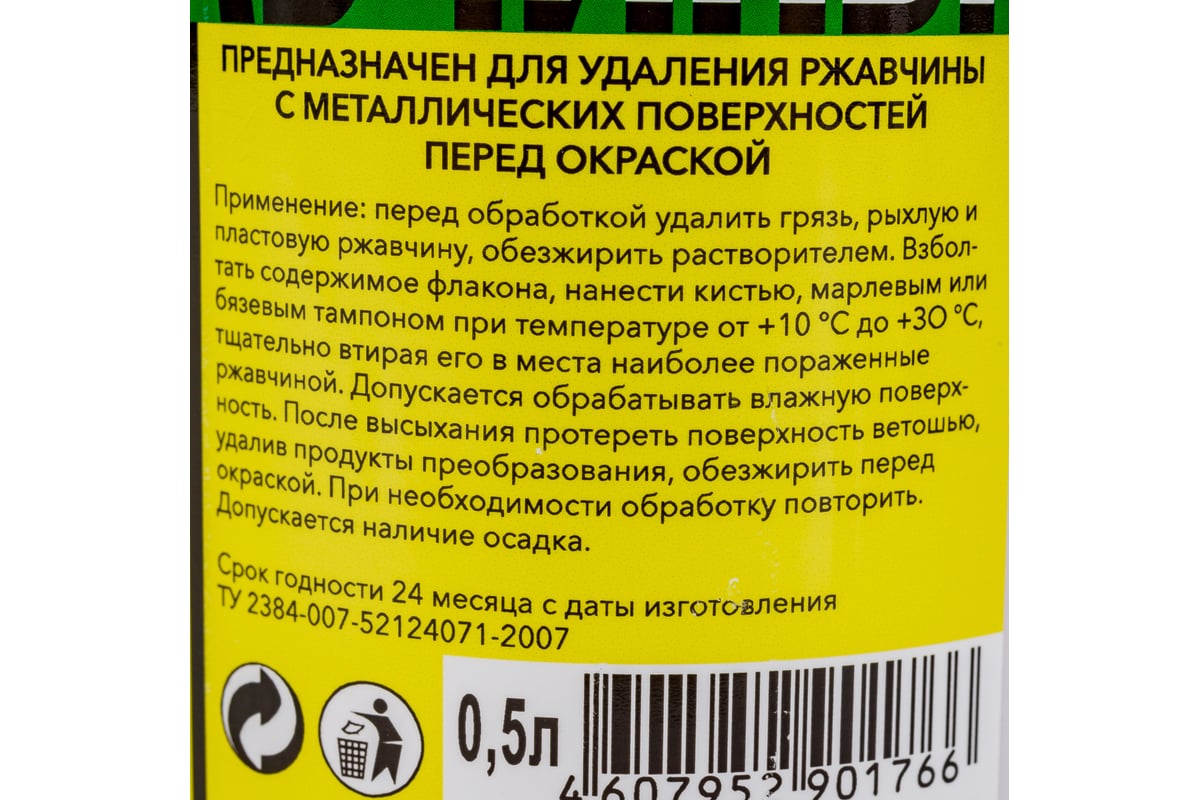 ПРЕДНАЗНАЧЕН ДЛЯ УДАЛЕНИЯ РЖАВЧИНЫ
С МЕТАЛЛИЧЕСКИХ ПОВЕРХНОСТЕЙ
ПЕРЕД ОКРАСКОЙ
Применение: перед обработкой удалить грязь, рыхлую и
пластовую ржавчину, обезжирить растворителем. Взбол-
тать содержимое флакона, нанести кистью, марлевым или
бязевым тампоном при температуре от +10 °C до +30 °C,
тщательно втирая его в места наиболее пораженные
ржавчиной. Допускается обрабатывать влажную поверх-
ность. После высыхания протереть поверхность ветошью,
удалив продукты преобразования, обезжирить перед
окраской. При необходимости обработку повторить.
Допускается наличие осадка.
Срок годности 24 месяца с даты изготовления
ТУ 2384-007-52124071-2007
0,5л
4 607952 901766